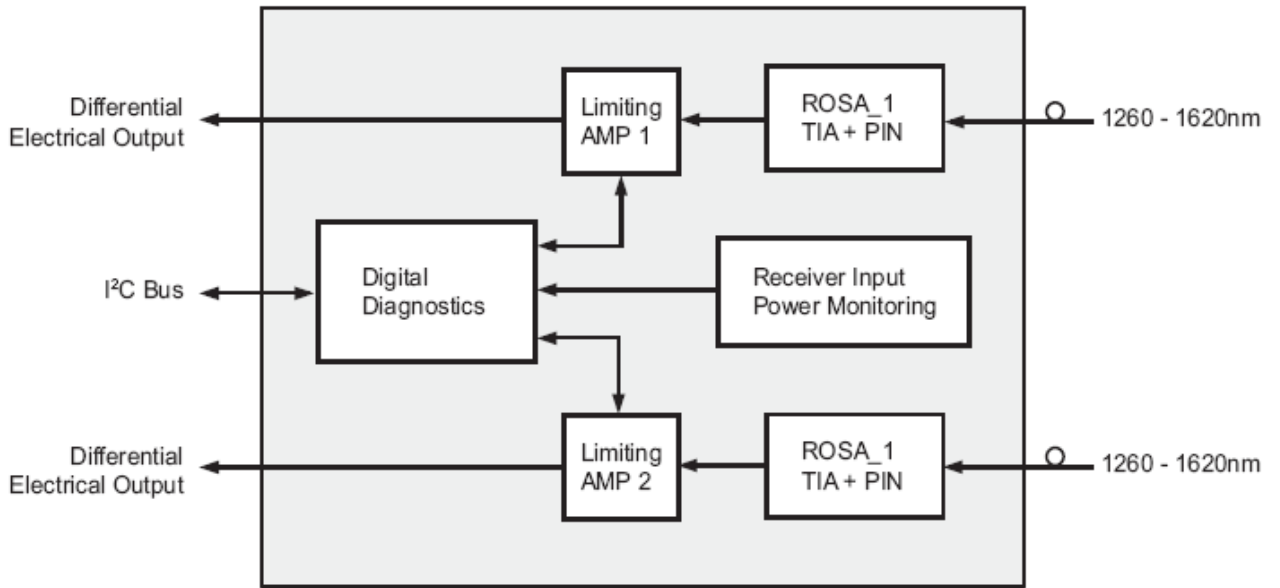 Differential
Electrical Output
Limiting
AMP 1
ROSA_1
TIA + PIN
1260 - 1620nm
I²C Bus
Digital
Diagnostics
Receiver Input
Power Monitoring
Differential
Electrical Output
Limiting
AMP 2
ROSA_1
TIA + PIN
1260 - 1620nm